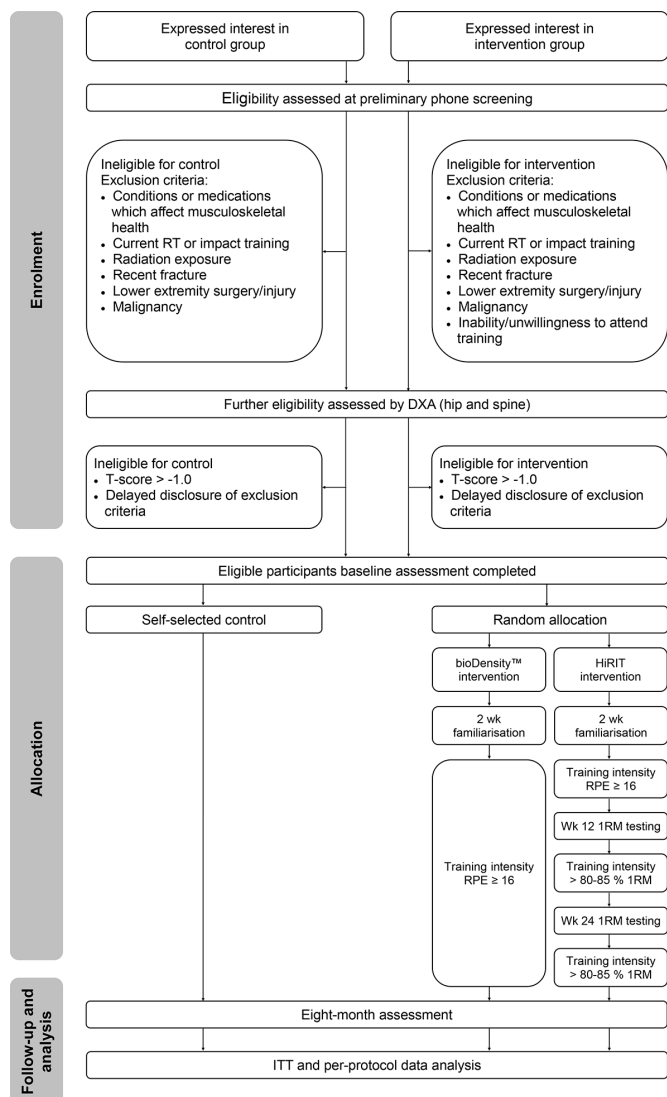 Enrolment
Expressed interest in
control group
Expressed interest in
intervention group
Eligibility assessed at preliminary phone screening
Ineligible for control
Exclusion criteria:
• Conditions or medications
which affect musculoskeletal
health
• Current RT or impact training
• Radiation exposure
• Recent fracture
• Lower extremity surgery/injury
• Malignancy
Ineligible for intervention
Exclusion criteria:
• Conditions or medications
which affect musculoskeletal
health
• Current RT or impact training
• Radiation exposure
• Recent fracture
• Lower extremity surgery/injury
• Malignancy
• Inability/unwillingness to attend
training
Further eligibility assessed by DXA (hip and spine)
Ineligible for control
• T-score > -1.0
• Delayed disclosure of exclusion
criteria
Ineligible for intervention
• T-score > -1.0
• Delayed disclosure of exclusion
criteria
Allocation
Eligible participants baseline assessment completed
Self-selected control
Random allocation
bioDensity™
intervention
HiRIT
intervention
2 wk
familiarisation
2 wk
familiarisation
Training intensity
RPE ≥ 16
Training intensity
RPE ≥ 16
Wk 12 1RM testing
Training intensity
> 80-85 % 1RM
Wk 24 1RM testing
Training intensity
> 80-85 % 1RM
Follow-up and
analysis
Eight-month assessment
ITT and per-protocol data analysis